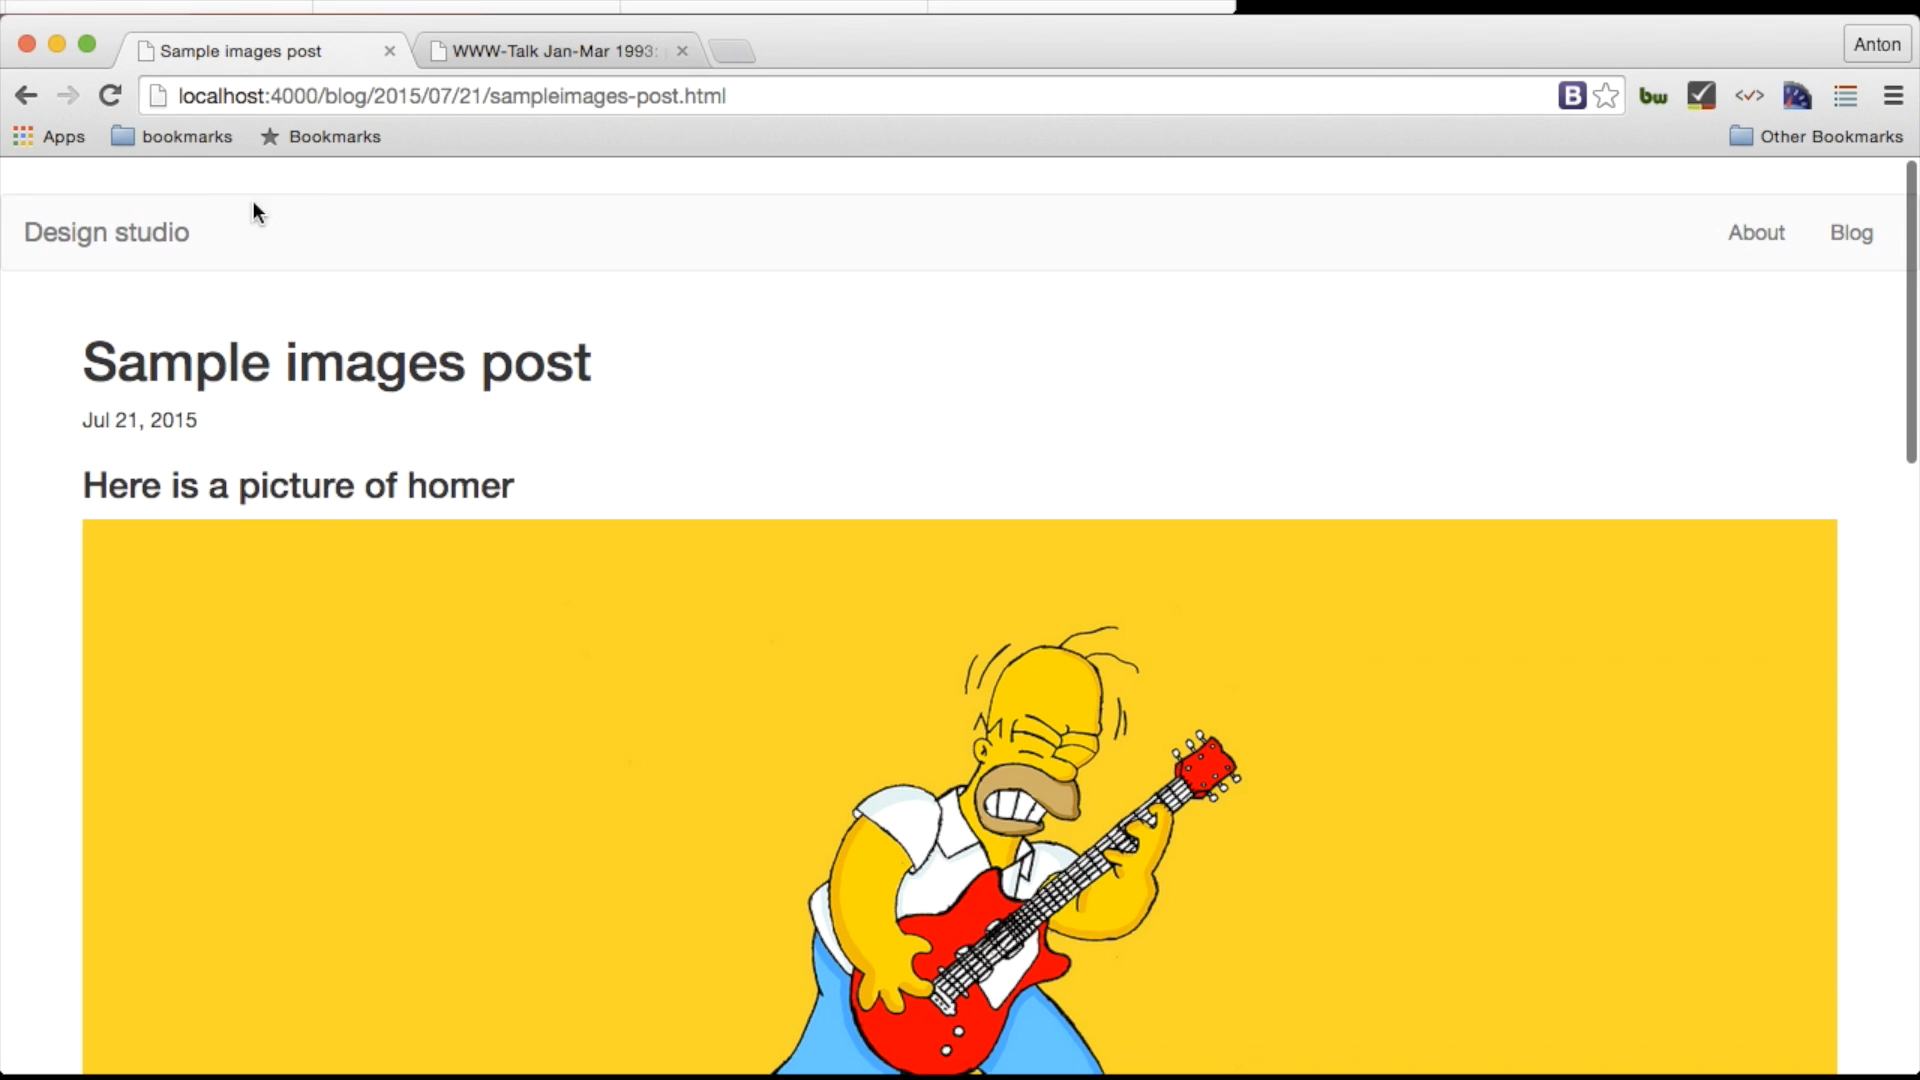 Sample images post
WWW-Talk Jan-Mar 1993:
Anton
localhost:4000/blog/2015/07/21/sampleimages-post.html
B
bw
Apps
bookmarks
Bookmarks
Other Bookmarks
Design studio
About
Blog
Sample images post
Jul 21, 2015
Here is a picture of homer